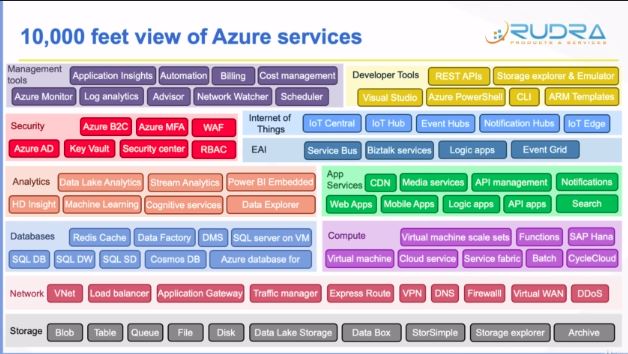 10,000 feet view of Azure services
RUDRA
PRODUCTS & SERVICES
Management tools
Application Insights Automation Billing Cost management
Azure Monitor Log analytics Advisor Network Watcher Scheduler
Developer Tools
REST APIs Storage explorer & Emulator
Visual Studio Azure PowerShell CLI ARM Templates
Security
Azure B2C Azure MFA WAF
Azure AD Key Vault Security center RBAC
Internet of Things
IoT Central IoT Hub Event Hubs Notification Hubs IoT Edge
EAI
Service Bus Biztalk services Logic apps Event Grid
Analytics
Data Lake Analytics Stream Analytics Power BI Embedded
HD Insight Machine Learning Cognitive services Data Explorer
App Services
CDN Media services API management Notifications
Web Apps Mobile Apps Logic apps API apps Search
Databases
Redis Cache Data Factory DMS SQL server on VM
SQL DB SQL DW SQL SD Cosmos DB Azure database for
Compute
Virtual machine scale sets Functions SAP Hana
Virtual machine Cloud service Service fabric Batch CycleCloud
Network
VNet Load balancer Application Gateway Traffic manager Express Route VPN DNS Firewall Virtual WAN DDoS
Storage
Blob Table Queue File Disk Data Lake Storage Data Box StorSimple Storage explorer Archive